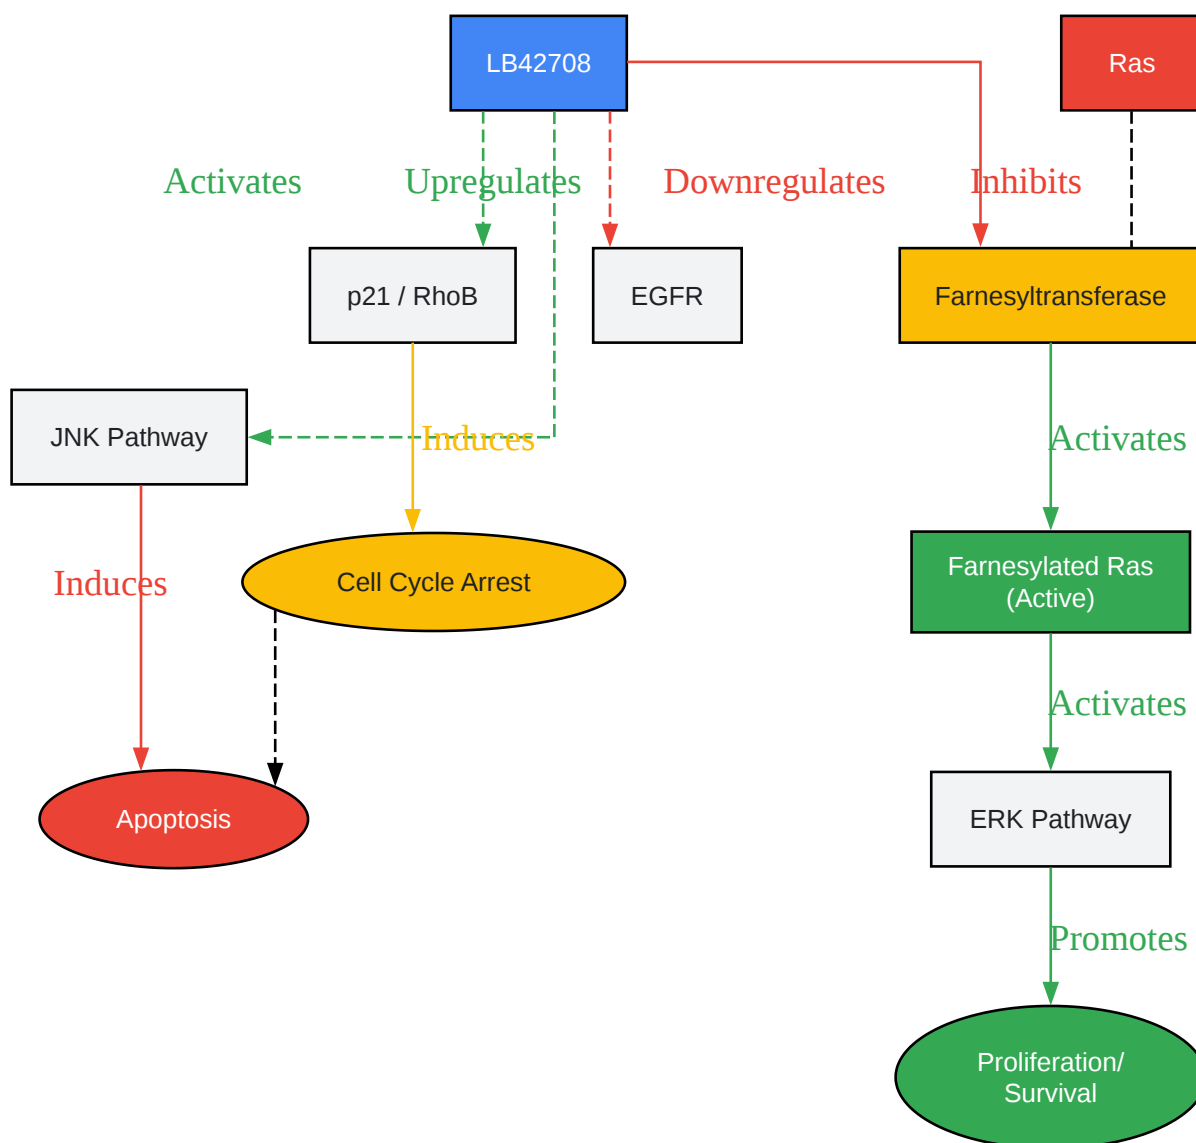 LB42708
Ras
Activates
Upregulates
Downregulates
Inhibits
p21 / RhoB
EGFR
Farnesyltransferase
JNK Pathway
Induces
Activates
Induces
Cell Cycle Arrest
Farnesylated Ras
(Active)
Activates
Apoptosis
ERK Pathway
Promotes
Proliferation/
Survival